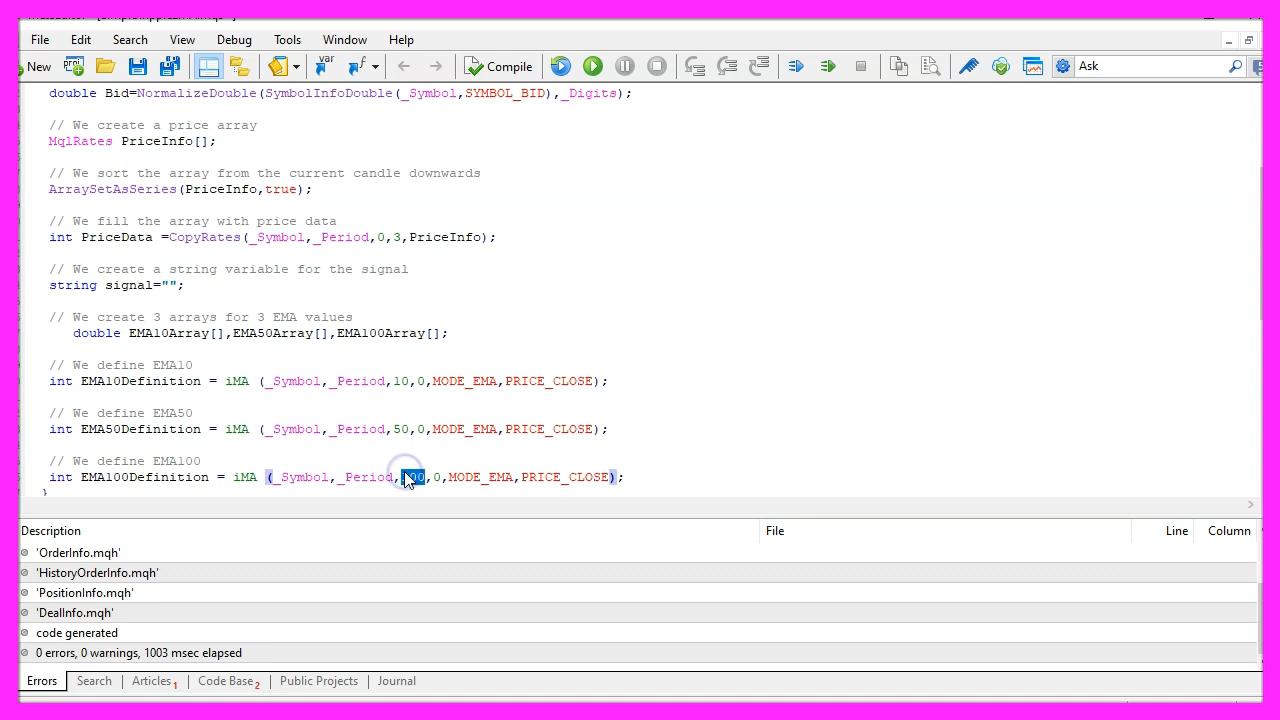 File Edit Search View Debug Tools Window Help
New Compile Ask
double Bid=NormalizeDouble(SymbolInfoDouble(_Symbol,SYMBOL_BID),_Digits);
// We create a price array
MqlRates PriceInfo[];
// We sort the array from the current candle downwards
ArraySetAsSeries(PriceInfo,true);
// We fill the array with price data
int PriceData =CopyRates(_Symbol,_Period,0,3,PriceInfo);
// We create a string variable for the signal
string signal="";
// We create 3 arrays for 3 EMA values
double EMA10Array[],EMA50Array[],EMA100Array[];
// We define EMA10
int EMA10Definition = iMA (_Symbol,_Period,10,0,MODE_EMA,PRICE_CLOSE);
// We define EMA50
int EMA50Definition = iMA (_Symbol,_Period,50,0,MODE_EMA,PRICE_CLOSE);
// We define EMA100
int EMA100Definition = iMA (_Symbol,_Period,100,0,MODE_EMA,PRICE_CLOSE);
}
Description File Line Column
'OrderInfo.mqh'
'HistoryOrderInfo.mqh'
'PositionInfo.mqh'
'DealInfo.mqh'
code generated
0 errors, 0 warnings, 1003 msec elapsed
Errors Search Articles 1 Code Base 2 Public Projects Journal